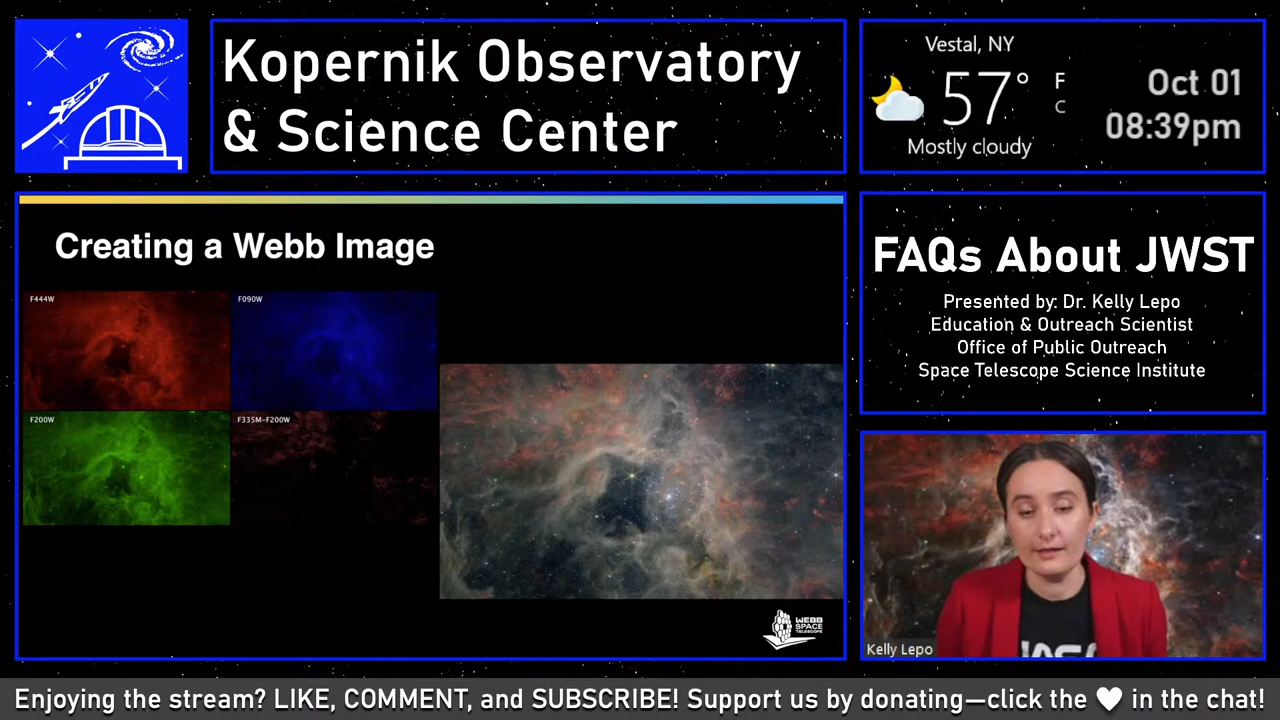 Kopernik Observatory
& Science Center
Vestal, NY
57° F
C
Mostly cloudy
Oct 01
08:39pm
Creating a Webb Image
F444W
F090W
F200W
F335M-F200W
WEBB
SPACE
TELESCOPE
FAQs About JWST
Presented by: Dr. Kelly Lepo
Education & Outreach Scientist
Office of Public Outreach
Space Telescope Science Institute
NASA
Kelly Lepo
Enjoying the stream? LIKE, COMMENT, and SUBSCRIBE! Support us by donating—click the ♥ in the chat!